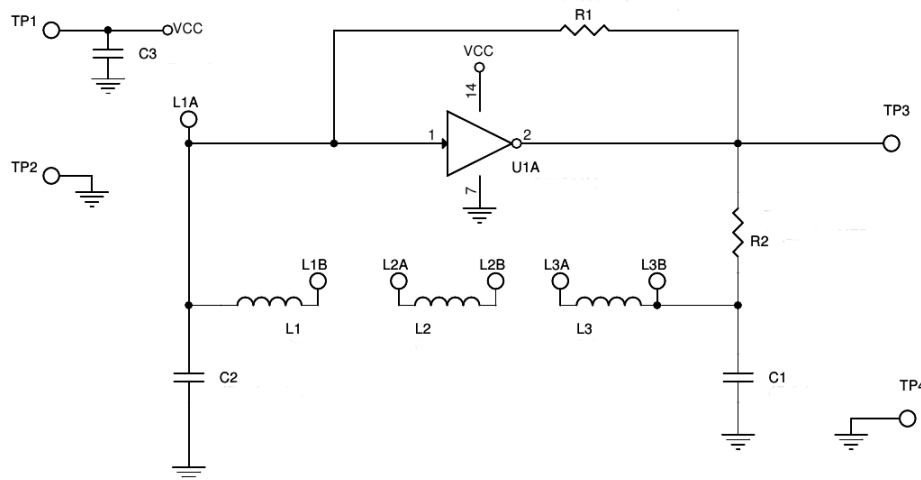 R1
TP1
VCC
C3
VCC
14
L1A
TP3
1
2
U1A
TP2
7
R2
L1B
L2A
L2B
L3A
L3B
L1
L2
L3
C2
C1
TP4